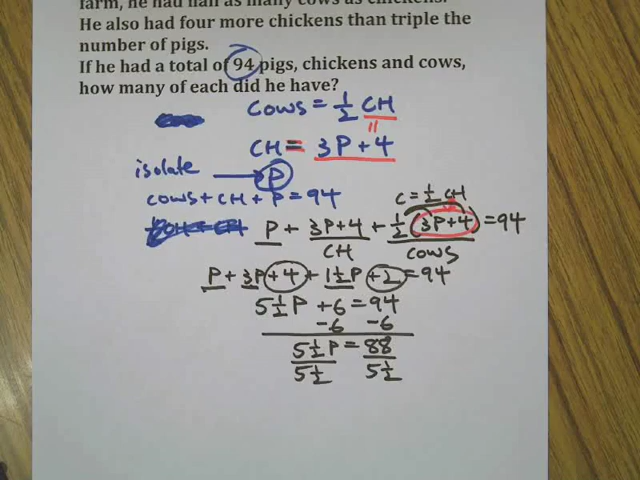 farm, he had half as many cows as chickens.
He also had four more chickens than triple the
number of pigs.
If he had a total of 94 pigs, chickens and cows,
how many of each did he have?
Cows = ½ CH
CH = 3P + 4
isolate → P
cows + CH + P = 94
C = ½ CH
P + 3P+4 + ½ (3P+4) = 94
CH cows
P + 3P + 4 + 1½P + 2 = 94
5½P + 6 = 94
-6 -6
5½P = 88
5½ 5½